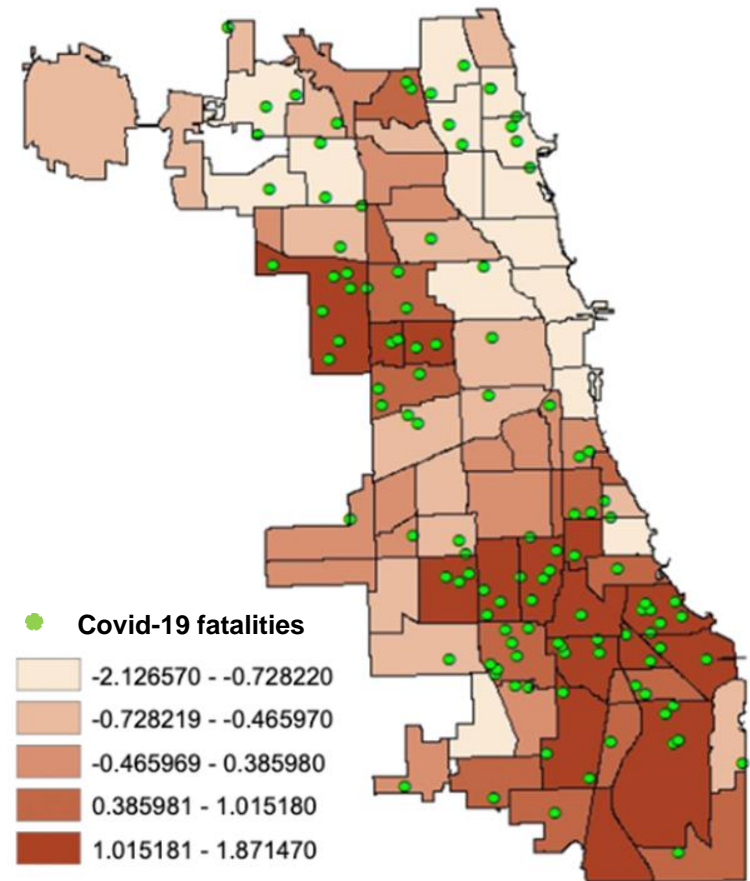 Covid-19 fatalities
-2.126570 - -0.728220
-0.728219 - -0.465970
-0.465969 - 0.385980
0.385981 - 1.015180
1.015181 - 1.871470